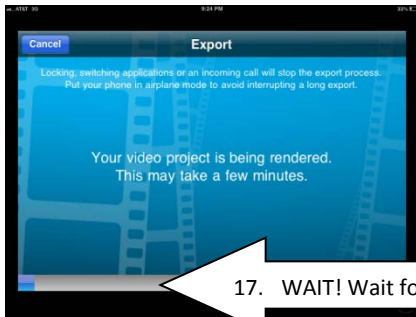 AT&T 3G 9:24 PM 33%
Cancel Export
Locking, switching applications or an incoming call will stop the export process.
Put your phone in airplane mode to avoid interrupting a long export.
Your video project is being rendered.
This may take a few minutes.
17. WAIT! Wait fo